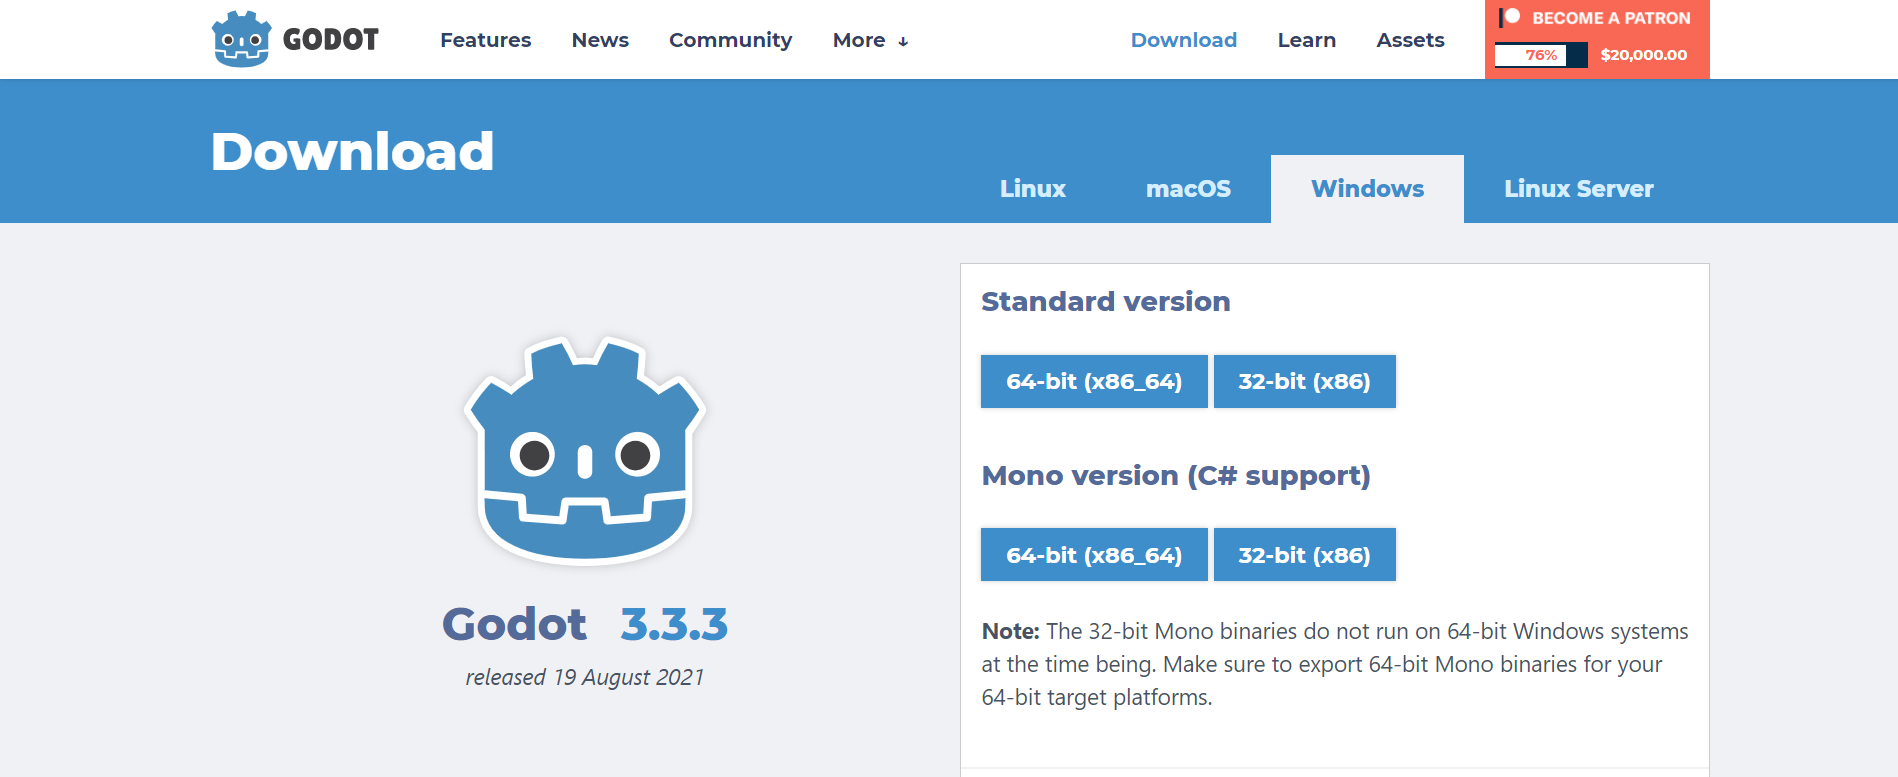 GODOT
Features News Community More ↓
Download Learn Assets
BECOME A PATRON
76% $20,000.00
Download
Linux macOS Windows Linux Server
Godot 3.3.3
released 19 August 2021
Standard version
64-bit (x86_64) 32-bit (x86)
Mono version (C# support)
64-bit (x86_64) 32-bit (x86)
Note: The 32-bit Mono binaries do not run on 64-bit Windows systems
at the time being. Make sure to export 64-bit Mono binaries for your
64-bit target platforms.